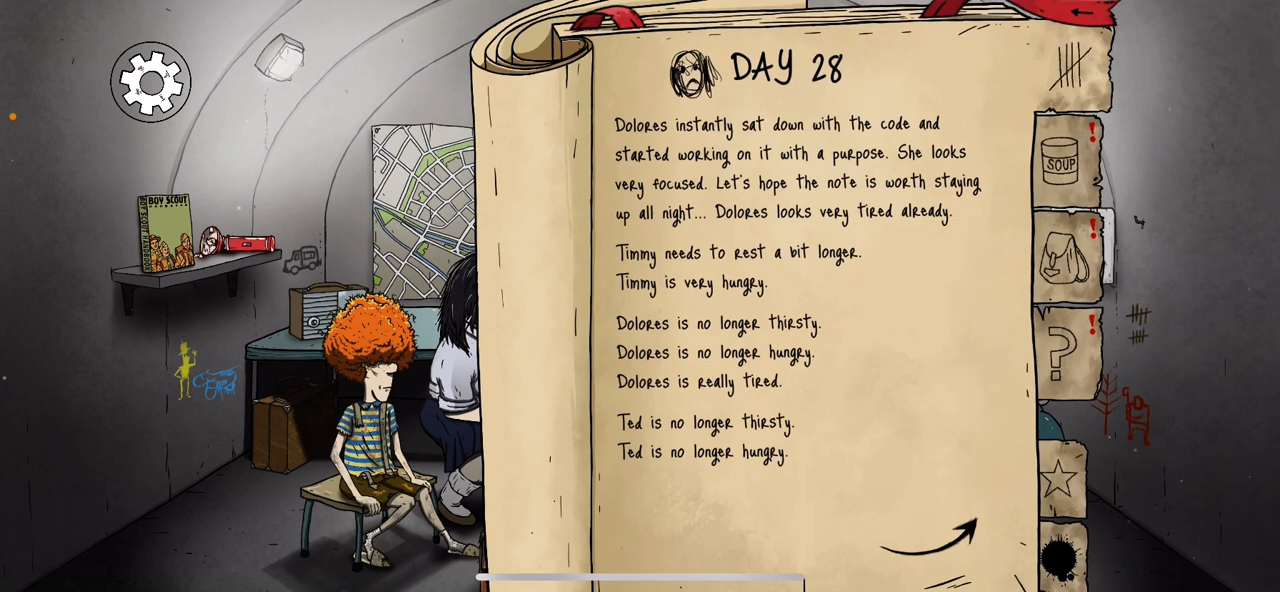 DAY 28
Dolores instantly sat down with the code and
started working on it with a purpose. She looks
very focused. Let's hope the note is worth staying
up all night... Dolores looks very tired already.
Timmy needs to rest a bit longer.
Timmy is very hungry.
Dolores is no longer thirsty.
Dolores is no longer hungry.
Dolores is really tired.
Ted is no longer thirsty.
Ted is no longer hungry.
SOUP
!
!
?
!
BOY SCOUT
BOY SCOUT HANDBOOK